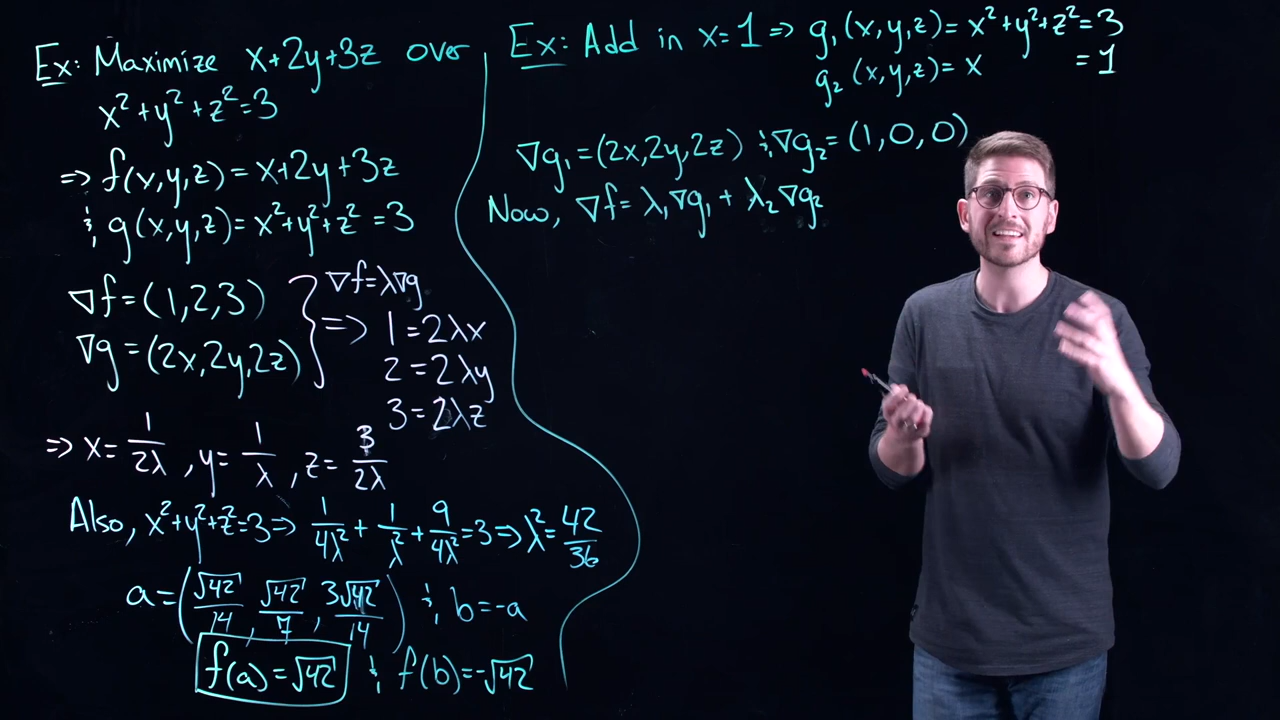 Ex: Maximize x+2y+3z over
x²+y²+z²=3
⇒ f(x,y,z)=x+2y+3z
& g(x,y,z)=x²+y²+z²=3
∇f=(1,2,3)
∇g=(2x,2y,2z)
∇f=λ∇g
⇒ 1=2λx
2=2λy
3=2λz
⇒ x=1/2λ, y=1/λ, z=3/2λ
Also, x²+y²+z²=3⇒ 1/4λ²+1/λ²+9/4λ²=3⇒λ²=42/36
a=(√42/14, √42/7, 3√42/14) & b=-a
f(a)=√42 & f(b)=-√42
Ex: Add in x=1 ⇒ g₁(x,y,z)=x²+y²+z²=3
g₂(x,y,z)=x =1
∇g₁=(2x,2y,2z) & ∇g₂=(1,0,0)
Now, ∇f=λ₁∇g₁+λ₂∇g₂